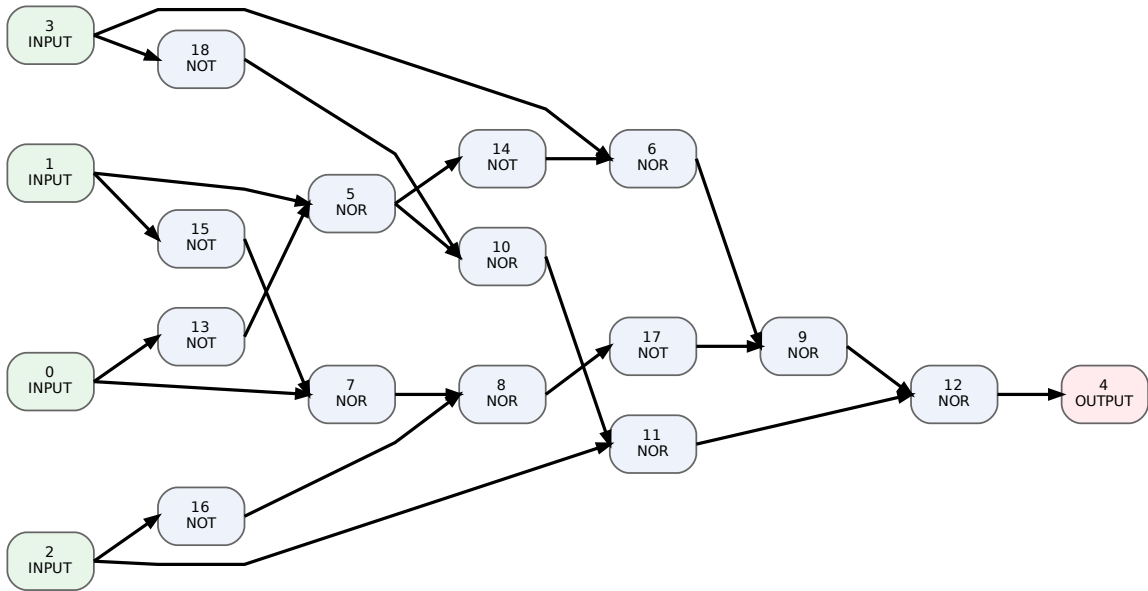 3
INPUT
18
NOT
14
NOT
6
NOR
1
INPUT
5
NOR
15
NOT
10
NOR
13
NOT
17
NOT
9
NOR
0
INPUT
7
NOR
8
NOR
12
NOR
4
OUTPUT
11
NOR
16
NOT
2
INPUT